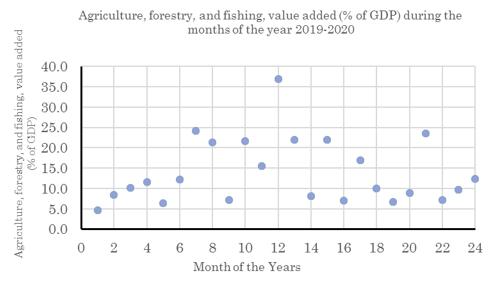 Agriculture, forestry, and fishing, value added (% of GDP) during the
months of the year 2019-2020
Agriculture, forestry, and fishing, value added
(% of GDP)
40.0
35.0
30.0
25.0
20.0
15.0
10.0
5.0
0.0
0 2 4 6 8 10 12 14 16 18 20 22 24
Month of the Years